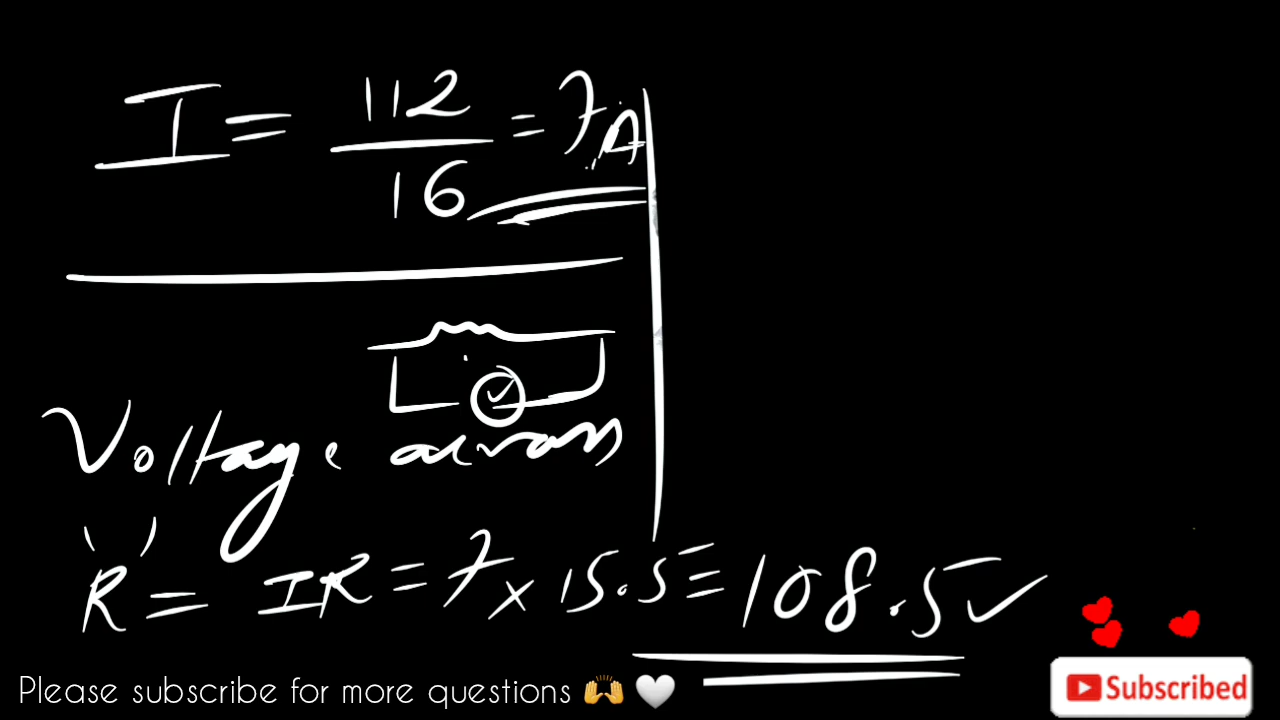 I = 112/16 = 7A
Voltage across
"R" = IR = 7 x 15.5 = 108.5V
Please subscribe for more questions 🙌 🤍
Subscribed